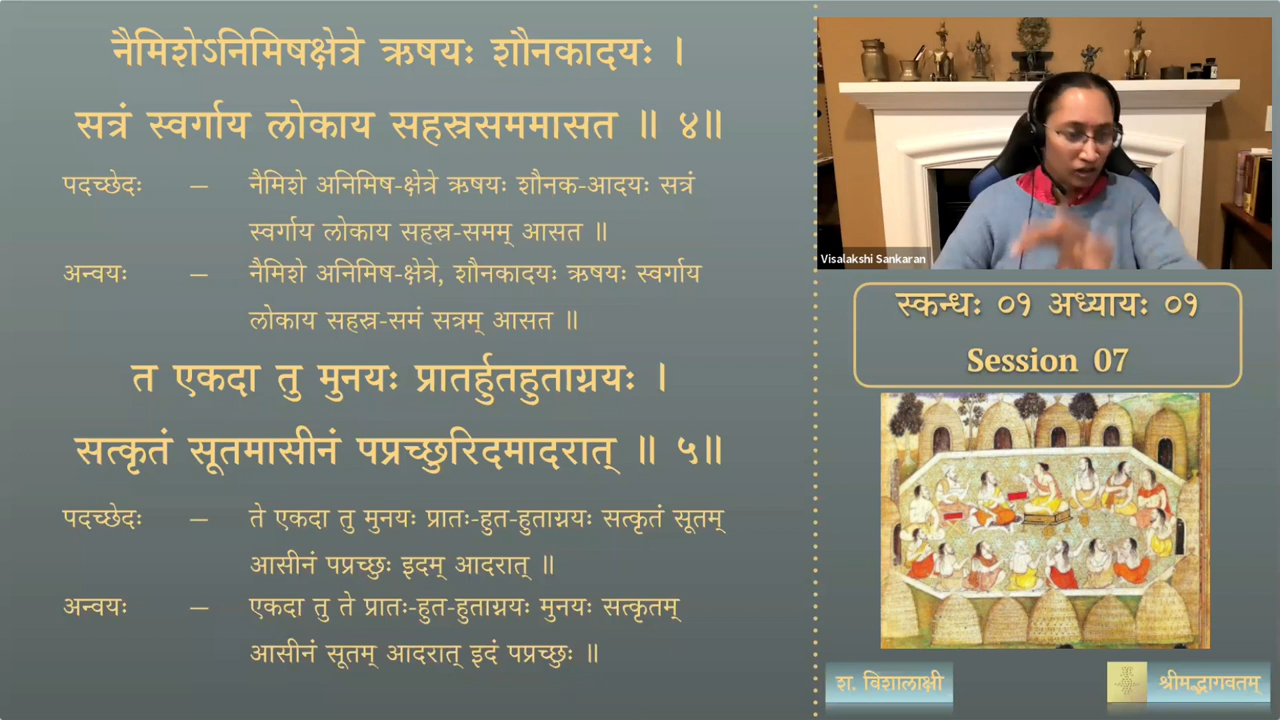 नैमिशेऽनिमिषक्षेत्रे ऋषयः शौनकादयः ।
सत्रं स्वर्गाय लोकाय सहस्रसममासत ॥ ४॥
पदच्छेदः – नैमिशे अनिमिष-क्षेत्रे ऋषयः शौनक-आदयः सत्रं
स्वर्गाय लोकाय सहस्र-समम् आसत ॥
अन्वयः – नैमिशे अनिमिष-क्षेत्रे, शौनकादयः ऋषयः स्वर्गाय
लोकाय सहस्र-समं सत्रम् आसत ॥
त एकदा तु मुनयः प्रातर्हुतहुताग्नयः ।
सत्कृतं सूतमासीनं पप्रच्छुरिदमादरात् ॥ ५॥
पदच्छेदः – ते एकदा तु मुनयः प्रातः-हुत-हुताग्नयः सत्कृतं सूतम्
आसीनं पप्रच्छुः इदम् आदरात् ॥
अन्वयः – एकदा तु ते प्रातः-हुत-हुताग्नयः मुनयः सत्कृतम्
आसीनं सूतम् आदरात् इदं पप्रच्छुः ॥
Visalakshi Sankaran
स्कन्धः ०१ अध्यायः ०१
Session 07
श. विशालाक्षी
श्रीमद्भागवतम्